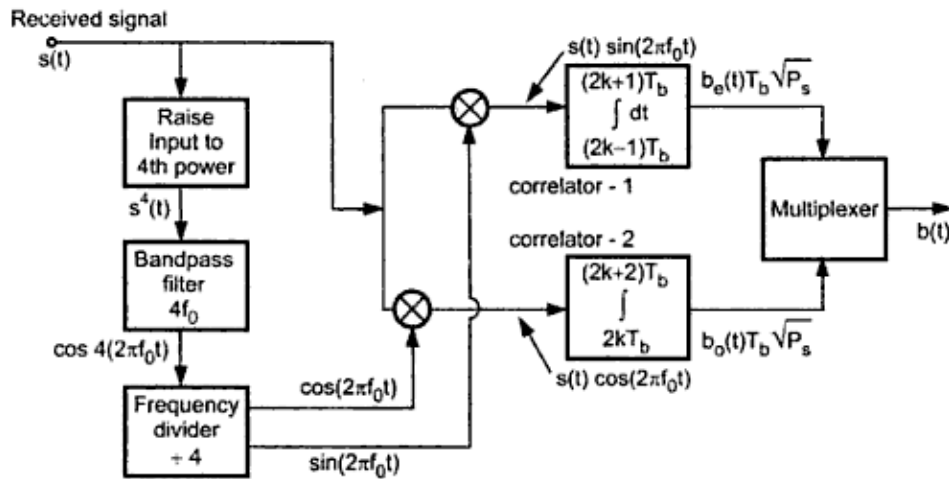 Received signal
s(t)
Raise
Input to
4th power
s⁴(t)
Bandpass
filter
4f₀
cos 4(2πf₀t)
Frequency
divider
÷ 4
cos(2πf₀t)
sin(2πf₀t)
s(t) sin(2πf₀t)
(2k+1)T_b
∫ dt
(2k−1)T_b
correlator - 1
b_e(t)T_b√P_s
correlator - 2
(2k+2)T_b
∫
2kT_b
s(t) cos(2πf₀t)
b_o(t)T_b√P_s
Multiplexer
b(t)